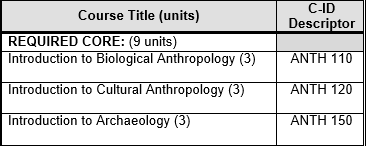 Course Title (units) C-ID Descriptor
REQUIRED CORE: (9 units)
Introduction to Biological Anthropology (3) ANTH 110
Introduction to Cultural Anthropology (3) ANTH 120
Introduction to Archaeology (3) ANTH 150